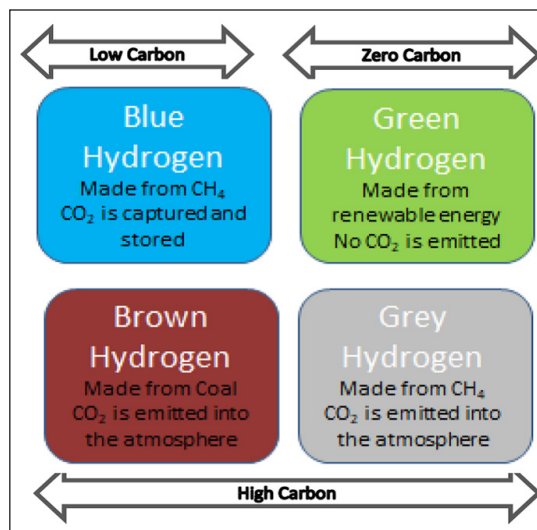 Low Carbon
Zero Carbon
Blue
Hydrogen
Made from CH₄
CO₂ is captured and
stored
Green
Hydrogen
Made from
renewable energy
No CO₂ is emitted
Brown
Hydrogen
Made from Coal
CO₂ is emitted into
the atmosphere
Grey
Hydrogen
Made from CH₄
CO₂ is emitted into
the atmosphere
High Carbon